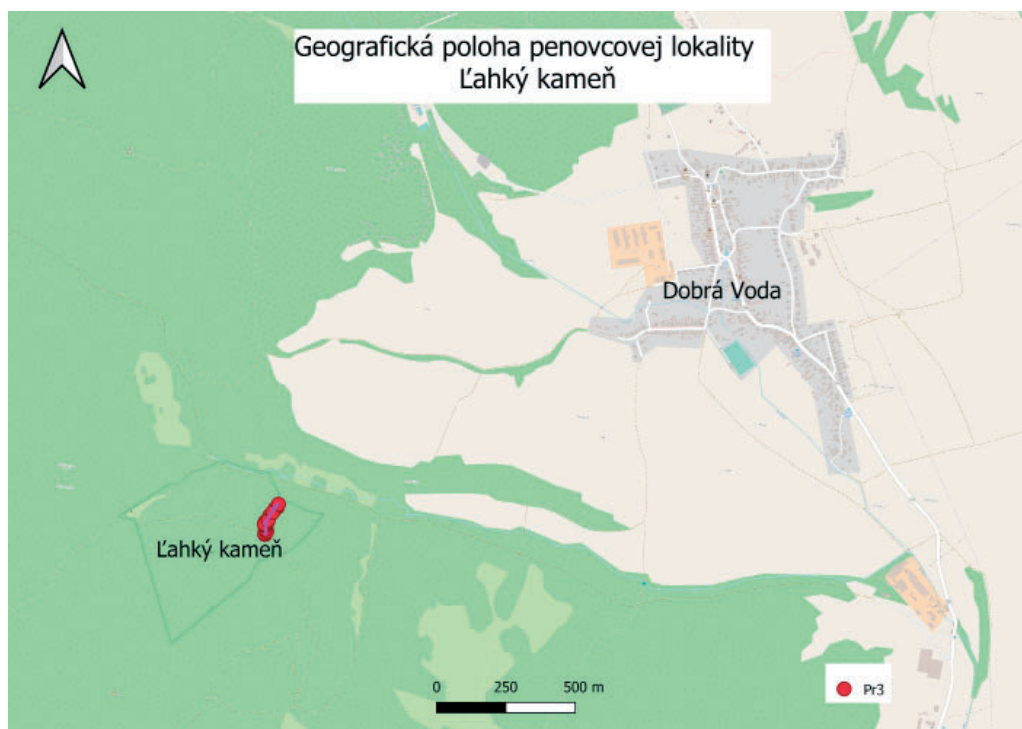 Geografická poloha penovcovej lokality
Ľahký kameň
Dobrá Voda
Ľahký kameň
0 250 500 m
Pr3